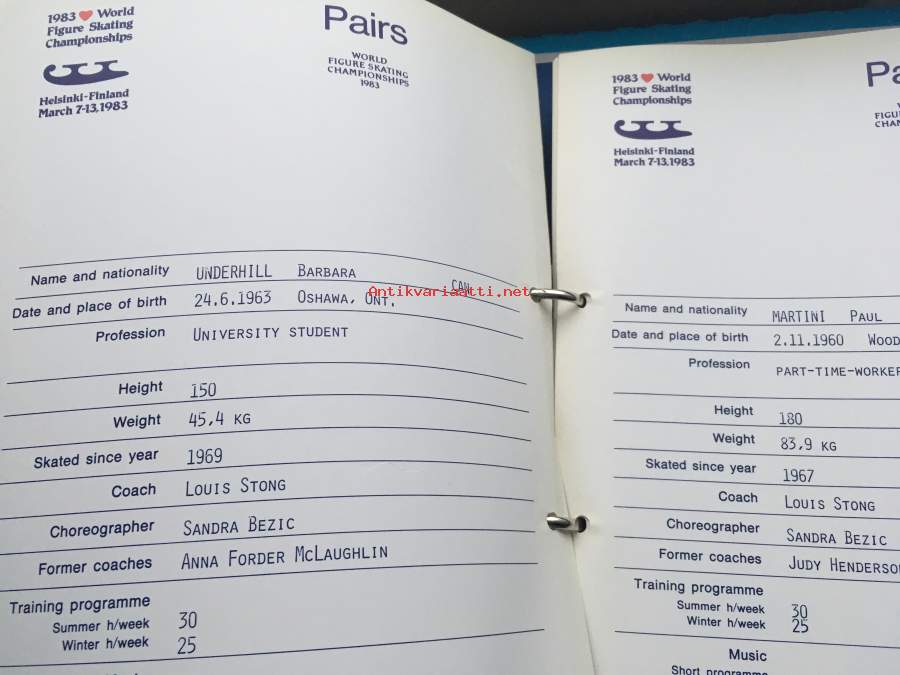 1983 ♥ World
Figure Skating
Championships
Helsinki-Finland
March 7-13, 1983
Pairs
WORLD
FIGURE SKATING
CHAMPIONSHIPS
1983
Name and nationality UNDERHILL BARBARA CAN
Date and place of birth 24.6.1963 OSHAWA, ONT.
Profession UNIVERSITY STUDENT
Height 150
Weight 45,4 KG
Skated since year 1969
Coach LOUIS STONG
Choreographer SANDRA BEZIC
Former coaches ANNA FORDER MCLAUGHLIN
Training programme
Summer h/week 30
Winter h/week 25
Antikvariaatti.net
1983 ♥ World
Figure Skating
Championships
Helsinki-Finland
March 7-13, 1983
Pa
FIGU
CHAM
Name and nationality MARTINI PAUL
Date and place of birth 2.11.1960 WOOD
Profession PART-TIME-WORKER
Height 180
Weight 83,9 KG
Skated since year 1967
Coach LOUIS STONG
Choreographer SANDRA BEZIC
Former coaches JUDY HENDERSO
Training programme
Summer h/week 30
Winter h/week 25
Music
Short programme